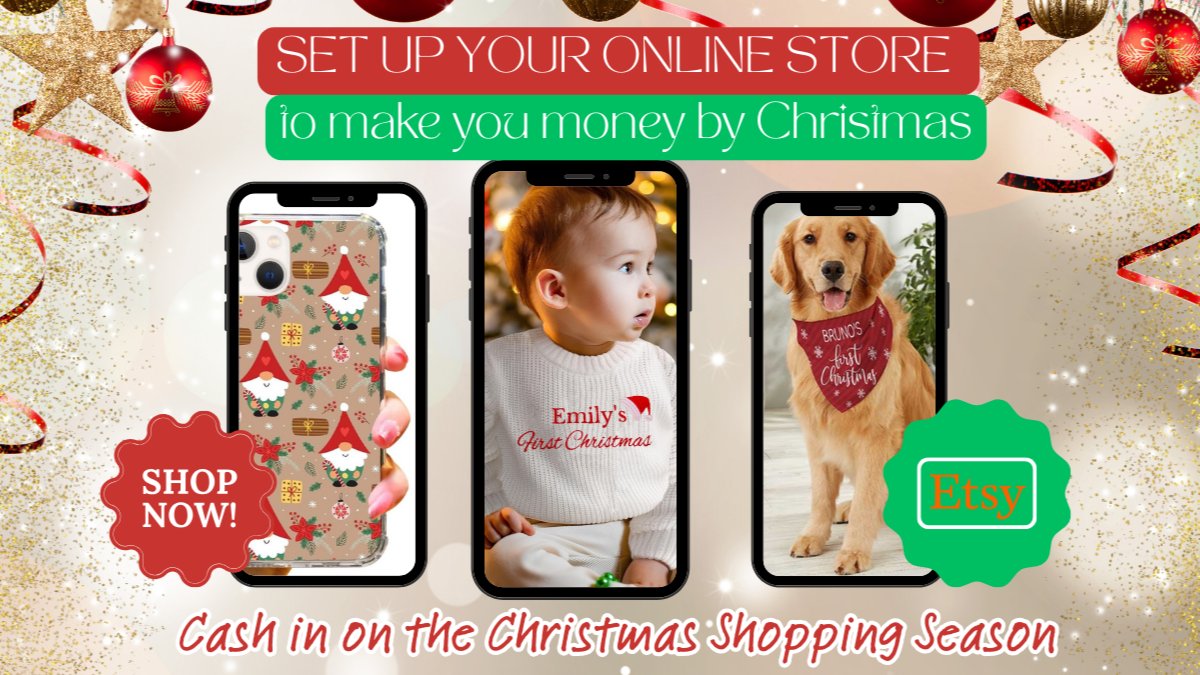 SET UP YOUR ONLINE STORE
to make you money by Christmas
Emily's
First Christmas
BRUNO'S
first
Christmas
SHOP
NOW!
Etsy
Cash in on the Christmas Shopping Season